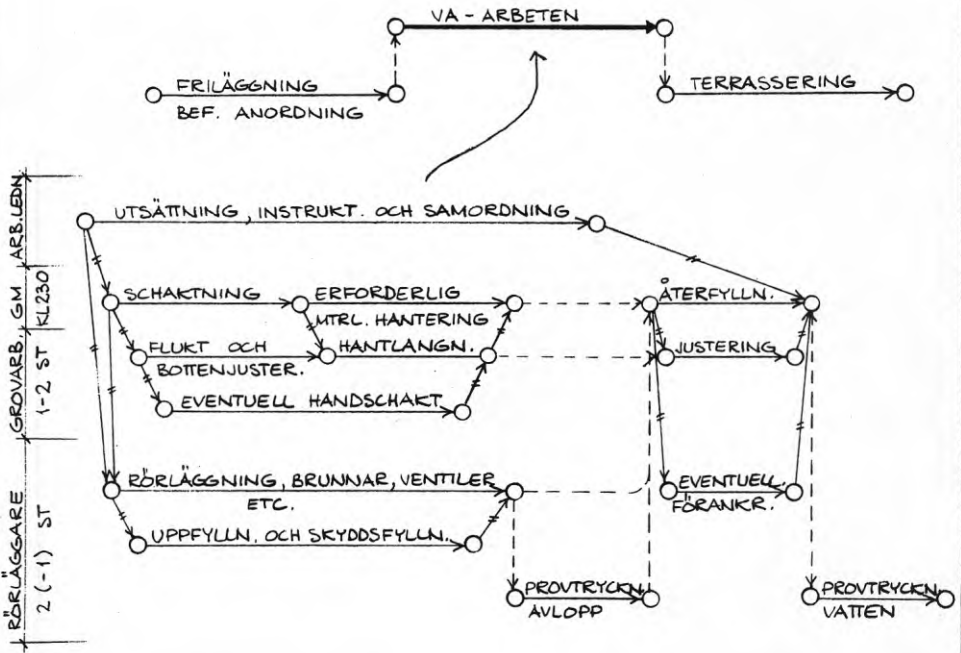 VA - ARBETEN
FRILÄGGNING
BEF. ANORDNING
TERRASSERING
ARB.LEDN.
UTSÄTTNING, INSTRUKT. OCH SAMORDNING
GM
KL230
SCHAKTNING
ERFORDERLIG
MTRL. HANTERING
ÅTERFYLLN.
GROVARB.,
1-2 ST
FLUKT OCH
BOTTENJUSTER.
HANTLANGN.
JUSTERING
EVENTUELL HANDSCHAKT
RÖRLÄGGARE
2 (-1) ST
RÖRLÄGGNING, BRUNNAR, VENTILER
ETC.
EVENTUELL.
FÖRANKR.
UPPFYLLN. OCH SKYDDSFYLLN.
PROVTRYCKN.
AVLOPP
PROVTRYCKN.
VATTEN